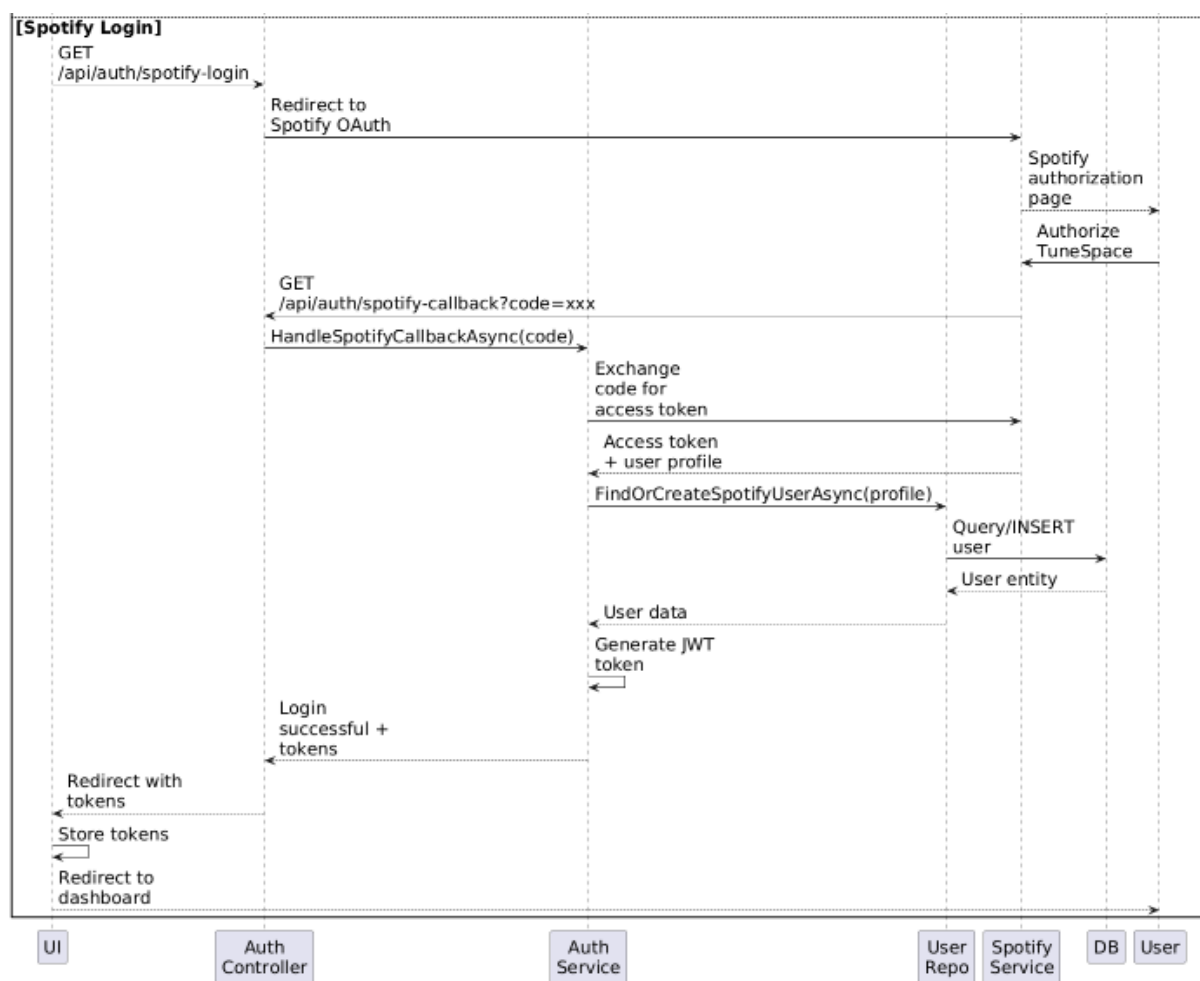 [Spotify Login]
GET
/api/auth/spotify-login
Redirect to
Spotify OAuth
Spotify
authorization
page
Authorize
TuneSpace
GET
/api/auth/spotify-callback?code=xxx
HandleSpotifyCallbackAsync(code)
Exchange
code for
access token
Access token
+ user profile
FindOrCreateSpotifyUserAsync(profile)
Query/INSERT
user
User entity
User data
Generate JWT
token
Login
successful +
tokens
Redirect with
tokens
Store tokens
Redirect to
dashboard
UI
Auth
Controller
Auth
Service
User
Repo
Spotify
Service
DB
User